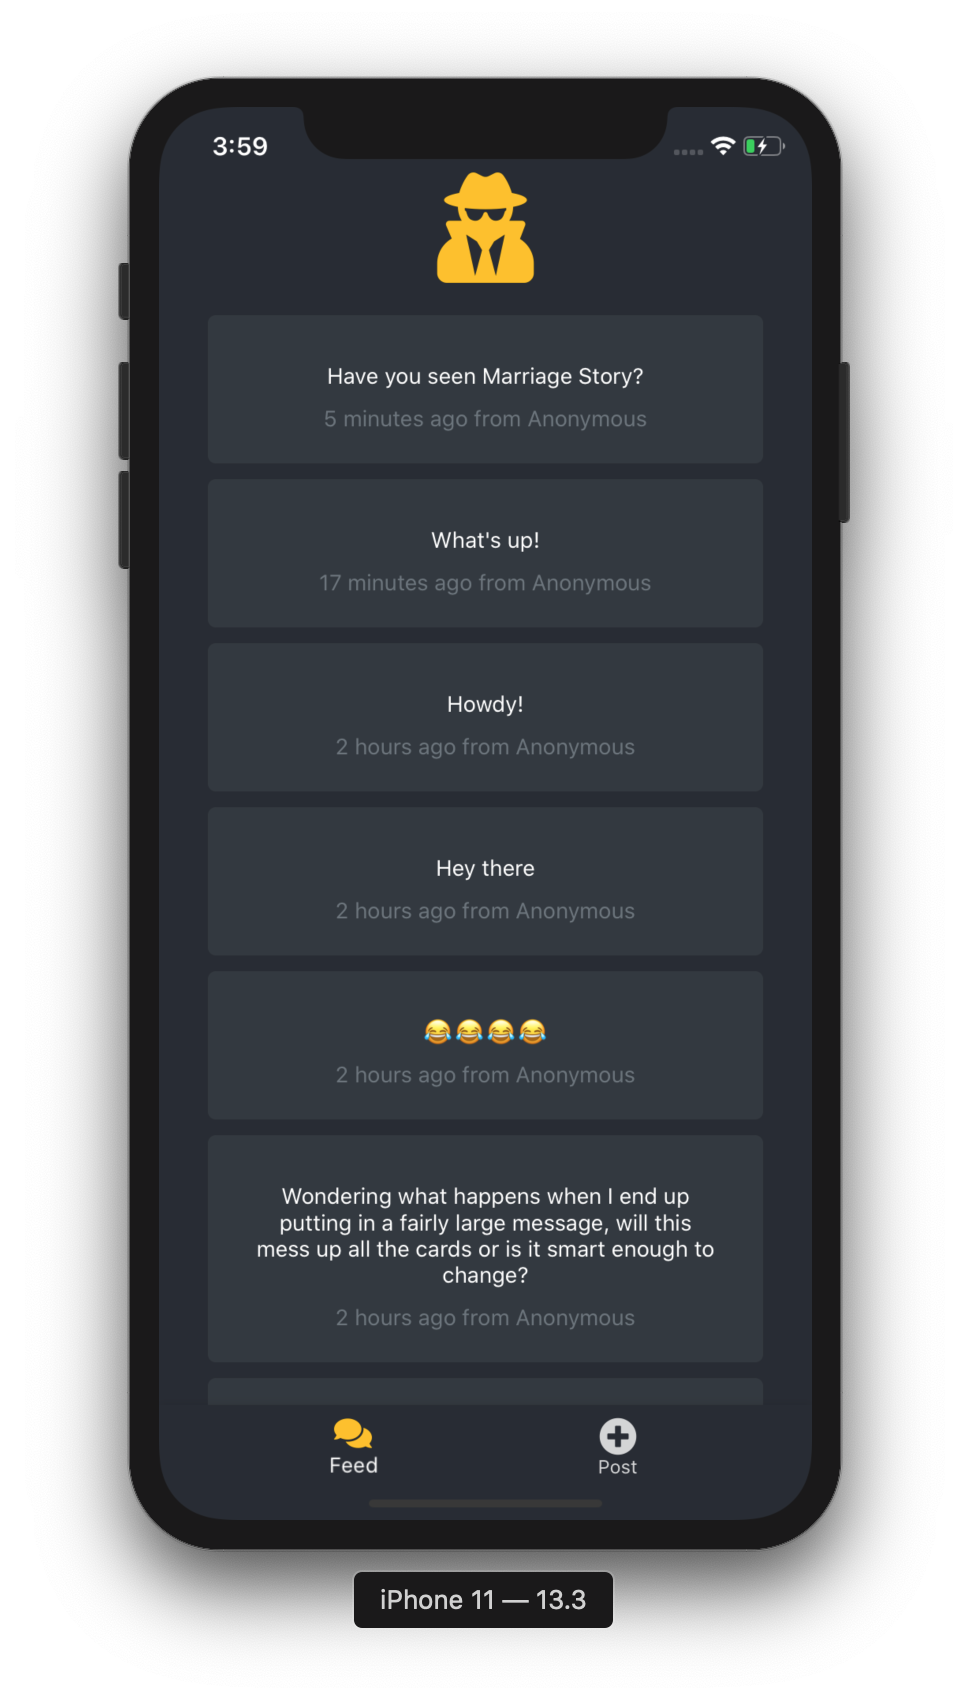 3:59
Have you seen Marriage Story?
5 minutes ago from Anonymous
What's up!
17 minutes ago from Anonymous
Howdy!
2 hours ago from Anonymous
Hey there
2 hours ago from Anonymous
😂😂😂😂
2 hours ago from Anonymous
Wondering what happens when I end up
putting in a fairly large message, will this
mess up all the cards or is it smart enough to
change?
2 hours ago from Anonymous
Feed
Post
iPhone 11 — 13.3